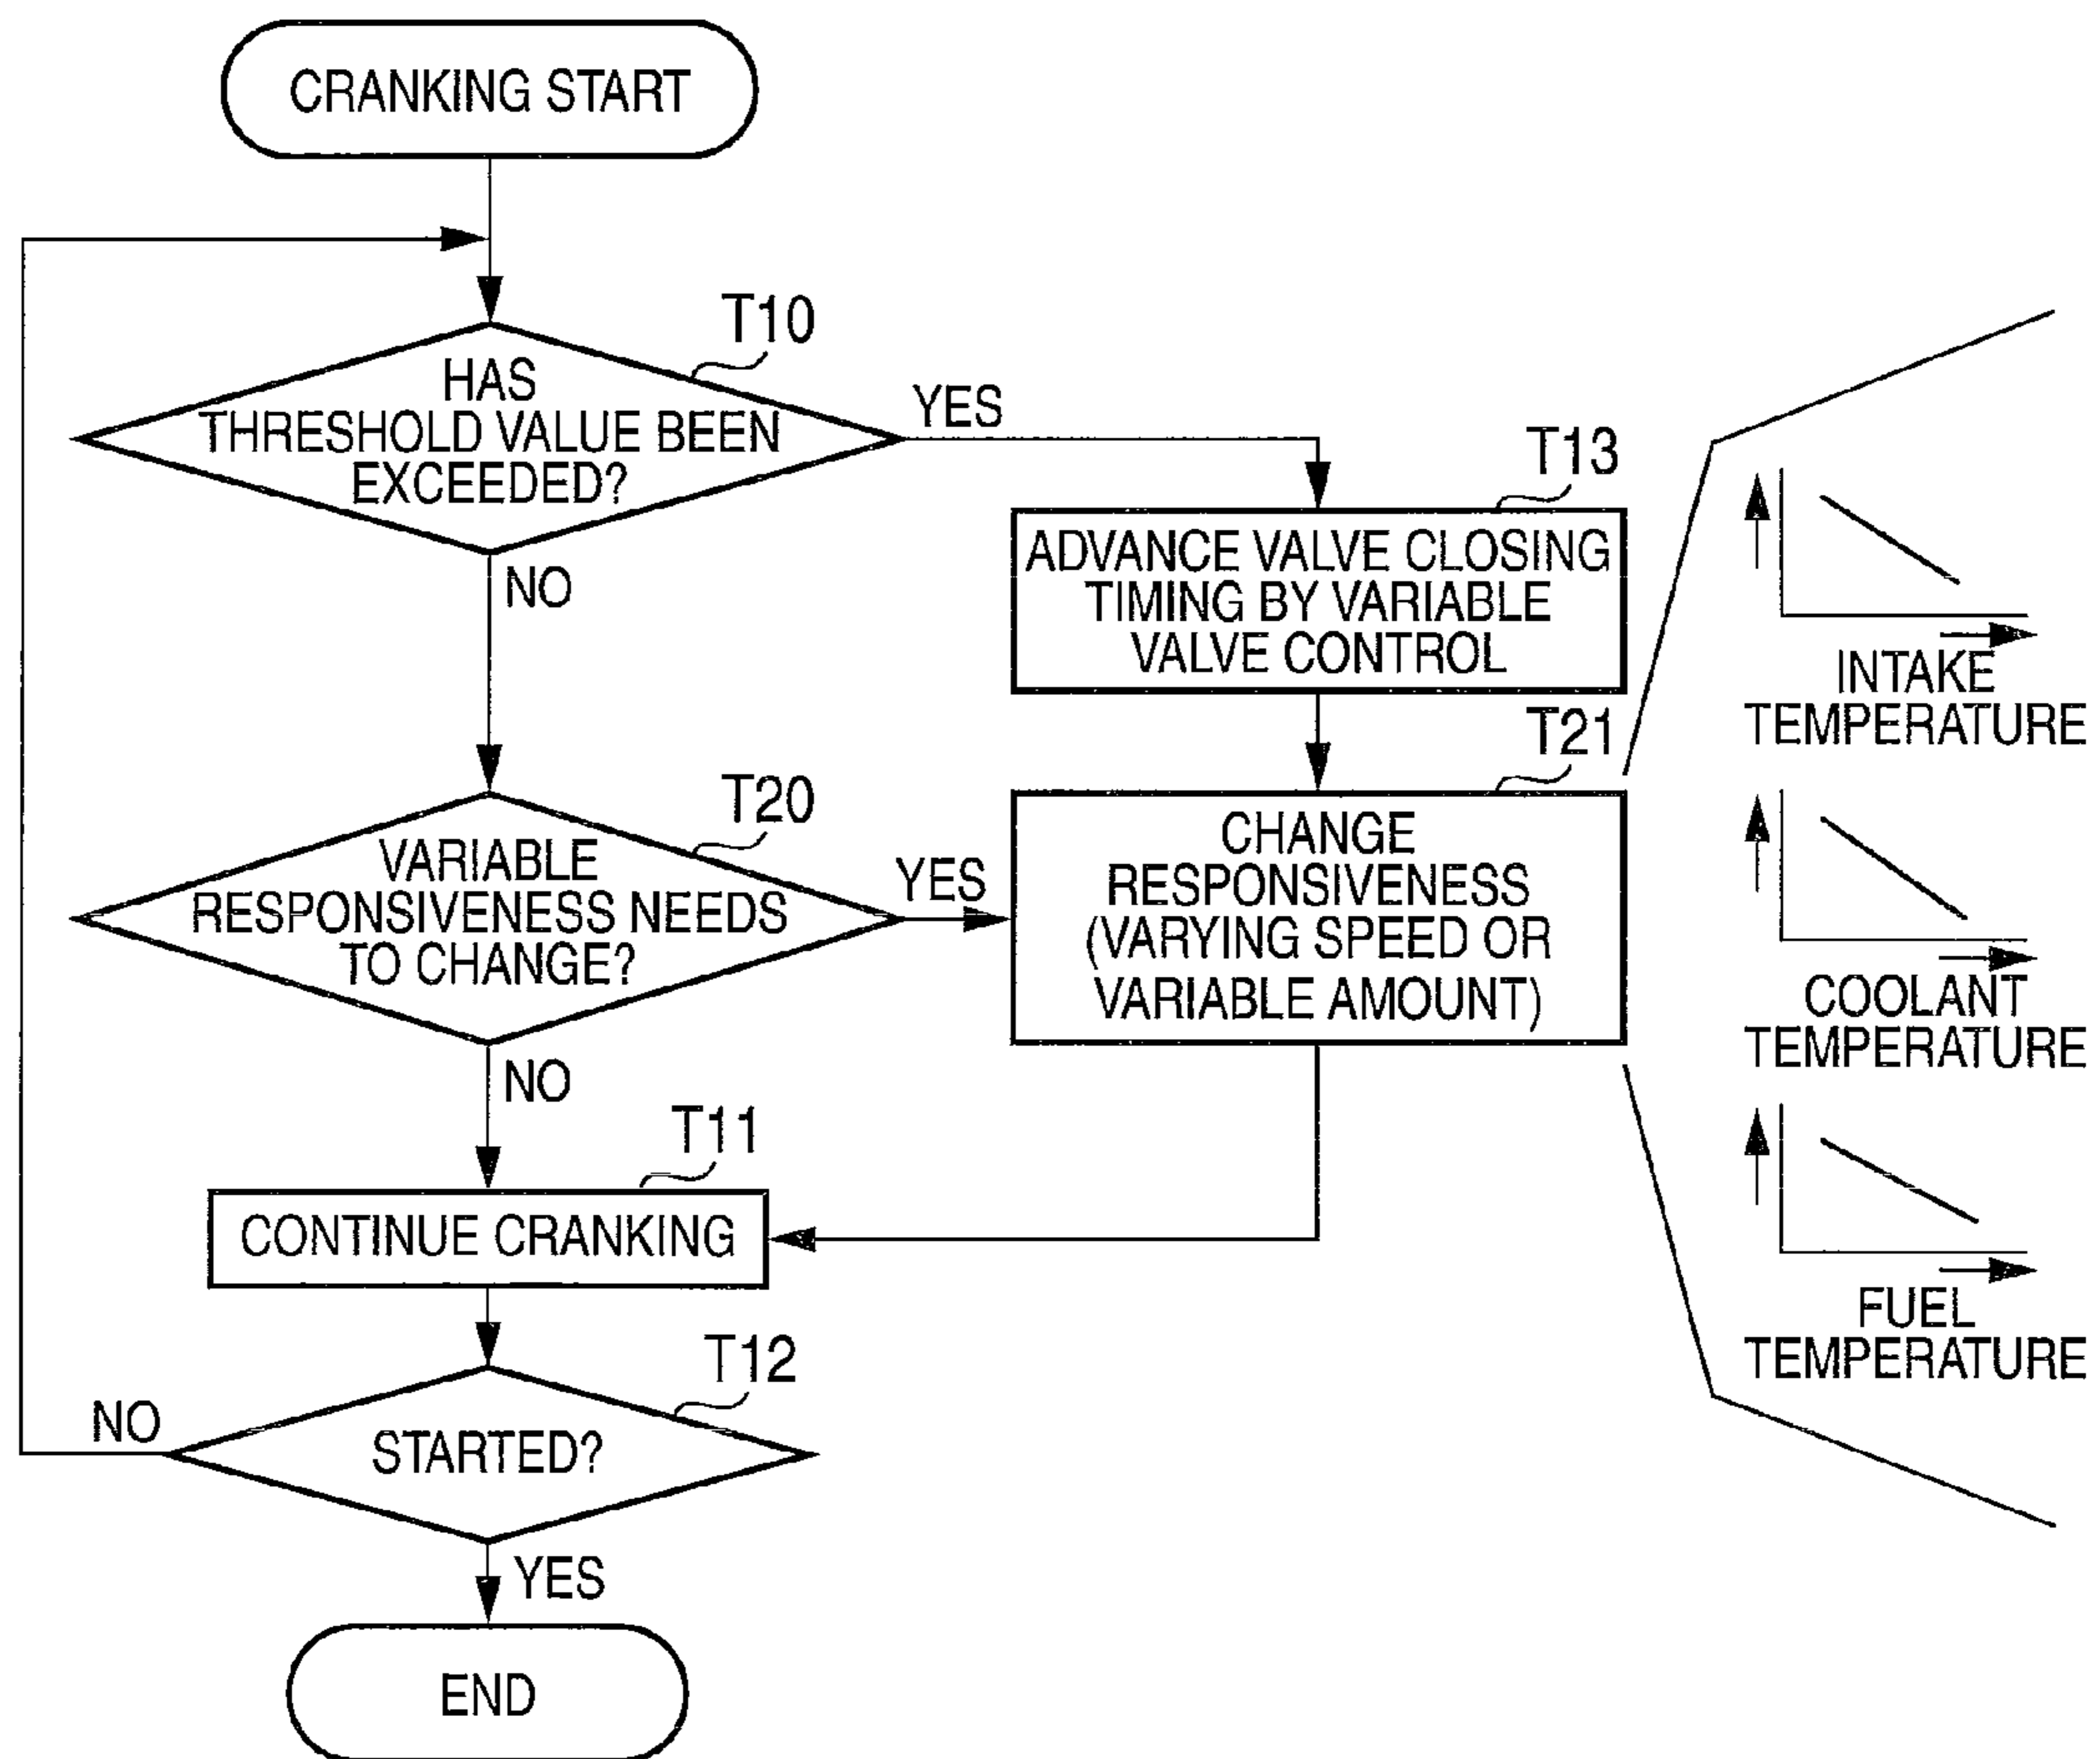 CRANKING START
T10
HAS
THRESHOLD VALUE BEEN
EXCEEDED?
YES
NO
T13
ADVANCE VALVE CLOSING
TIMING BY VARIABLE
VALVE CONTROL
T20
VARIABLE
RESPONSIVENESS NEEDS
TO CHANGE?
YES
NO
T21
CHANGE
RESPONSIVENESS
(VARYING SPEED OR
VARIABLE AMOUNT)
INTAKE
TEMPERATURE
COOLANT
TEMPERATURE
FUEL
TEMPERATURE
T11
CONTINUE CRANKING
T12
STARTED?
NO
YES
END